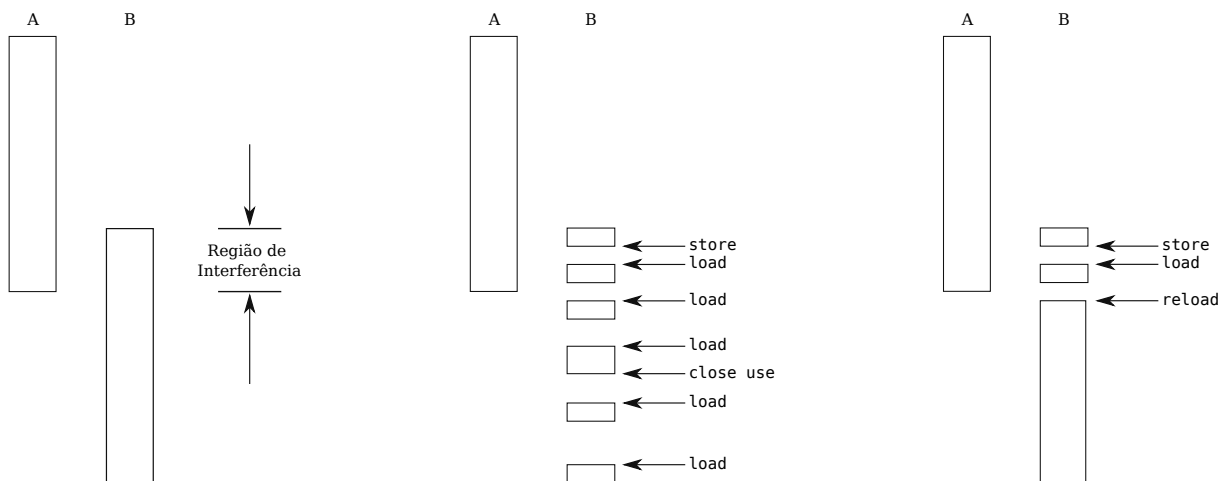 A
B
Região de
Interferência
A
B
store
load
load
load
close use
load
load
A
B
store
load
reload